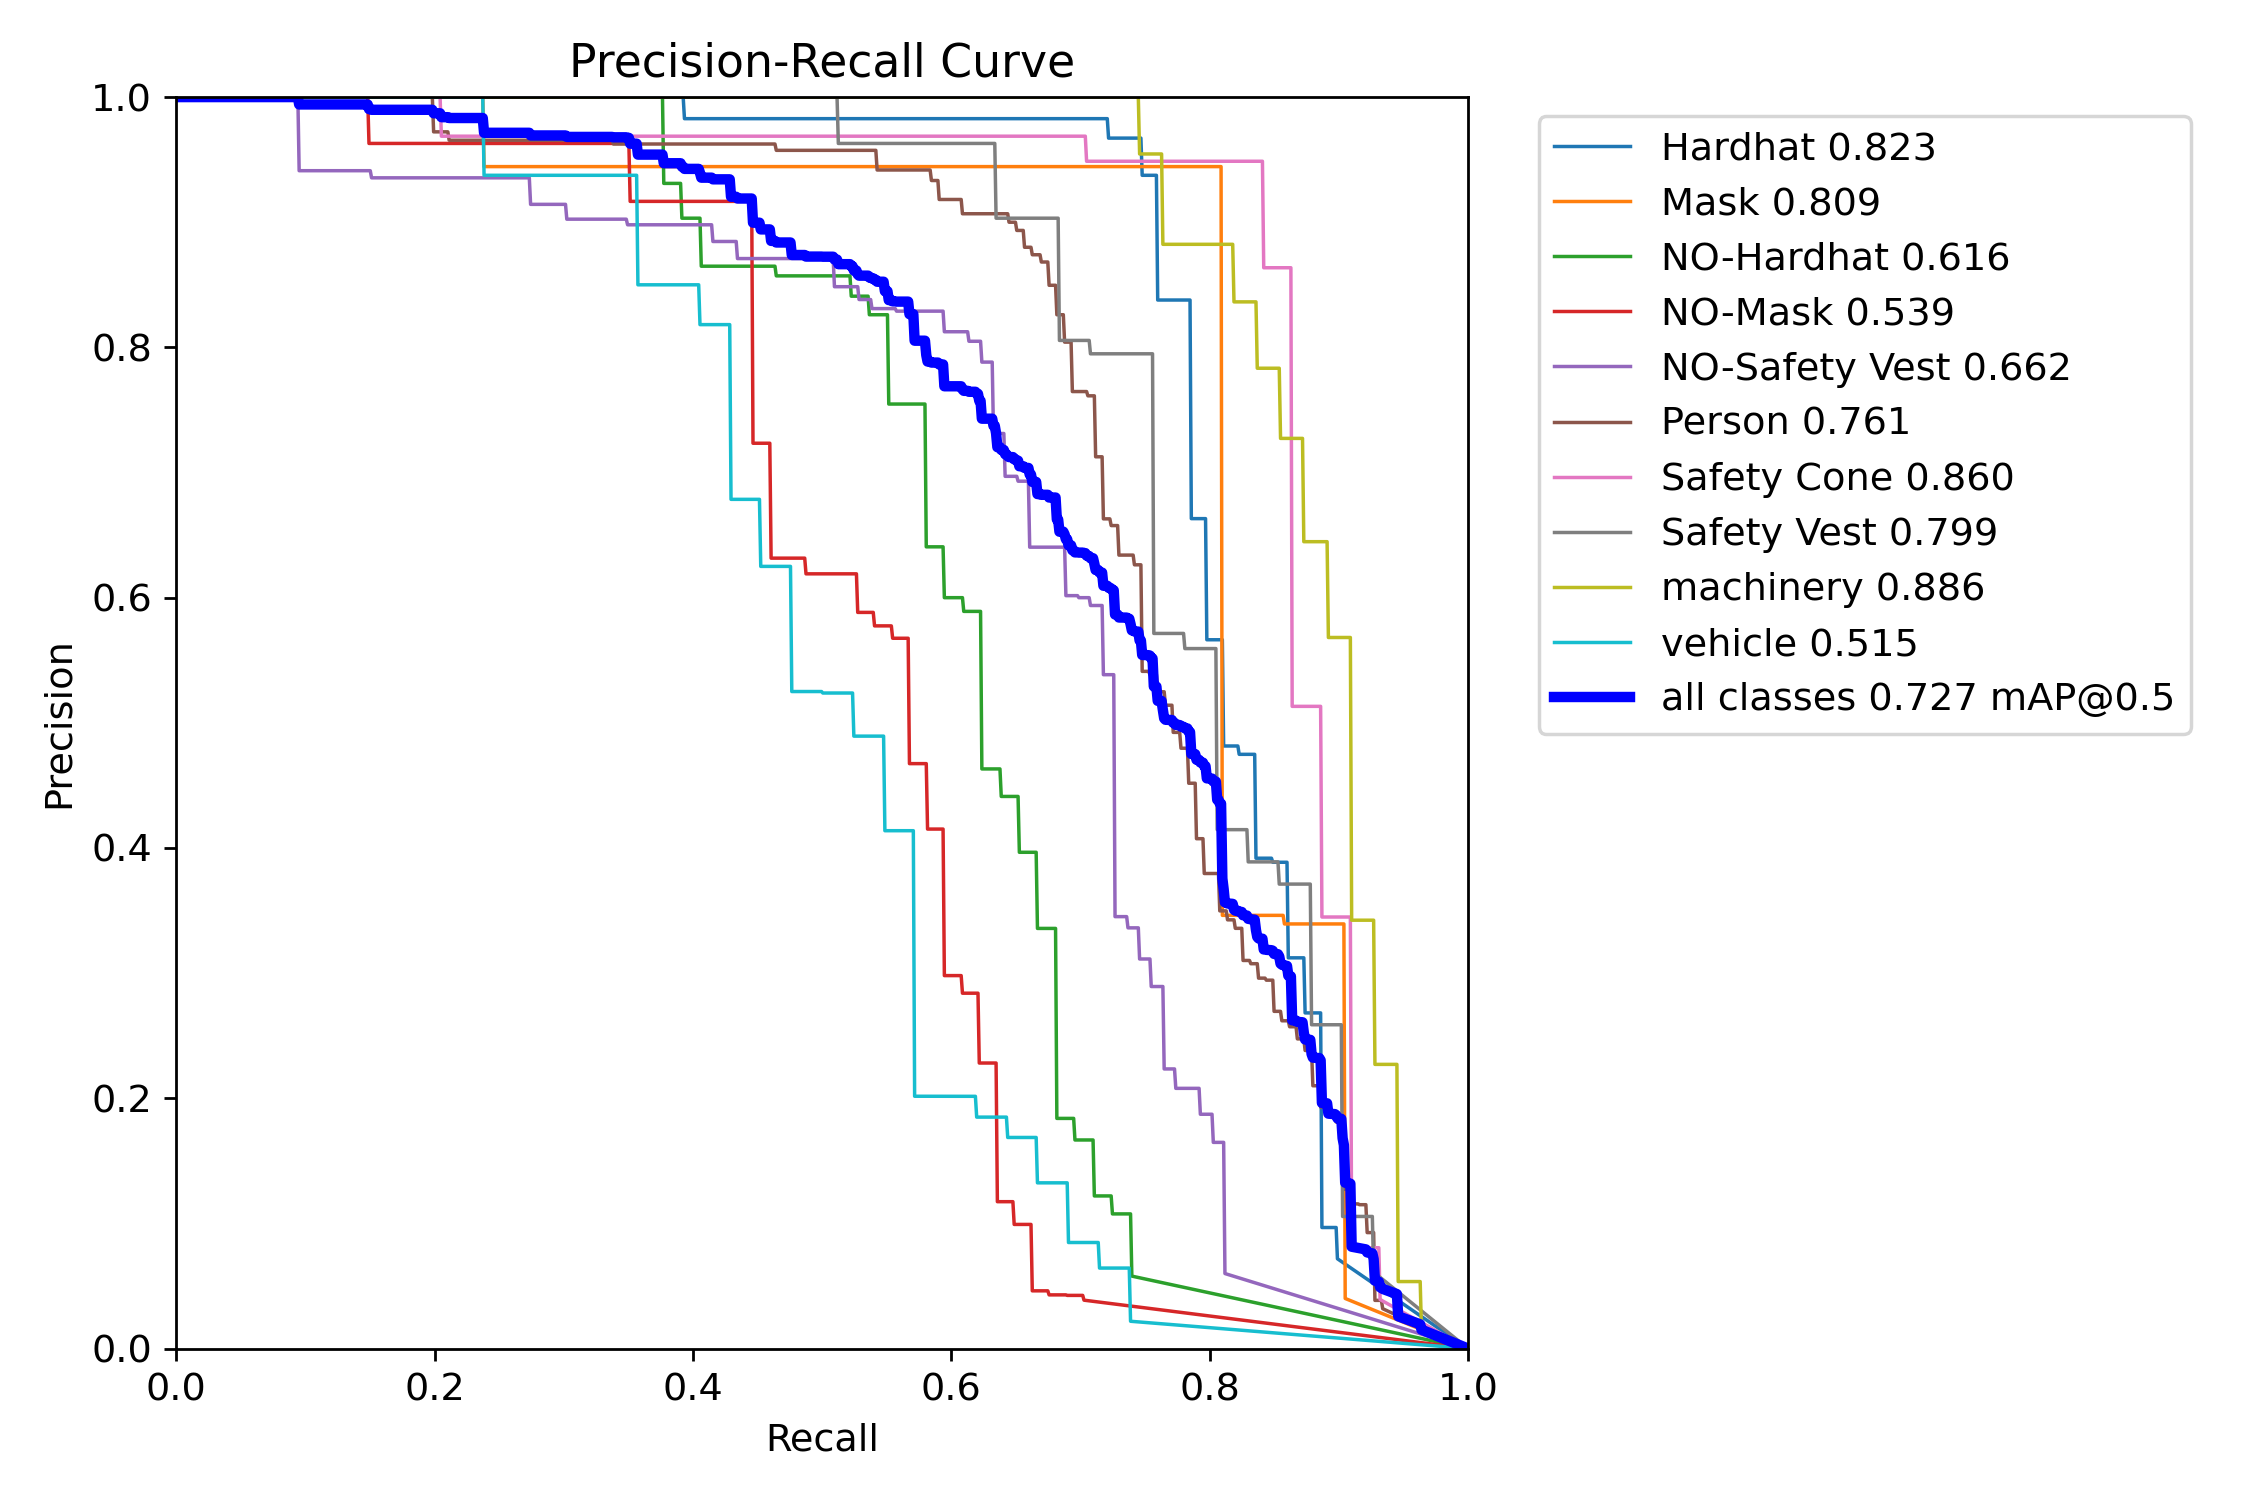 Precision-Recall Curve
1.0
0.8
0.6
0.4
0.2
0.0
Precision
0.0 0.2 0.4 0.6 0.8 1.0
Recall
Hardhat 0.823
Mask 0.809
NO-Hardhat 0.616
NO-Mask 0.539
NO-Safety Vest 0.662
Person 0.761
Safety Cone 0.860
Safety Vest 0.799
machinery 0.886
vehicle 0.515
all classes 0.727 mAP@0.5